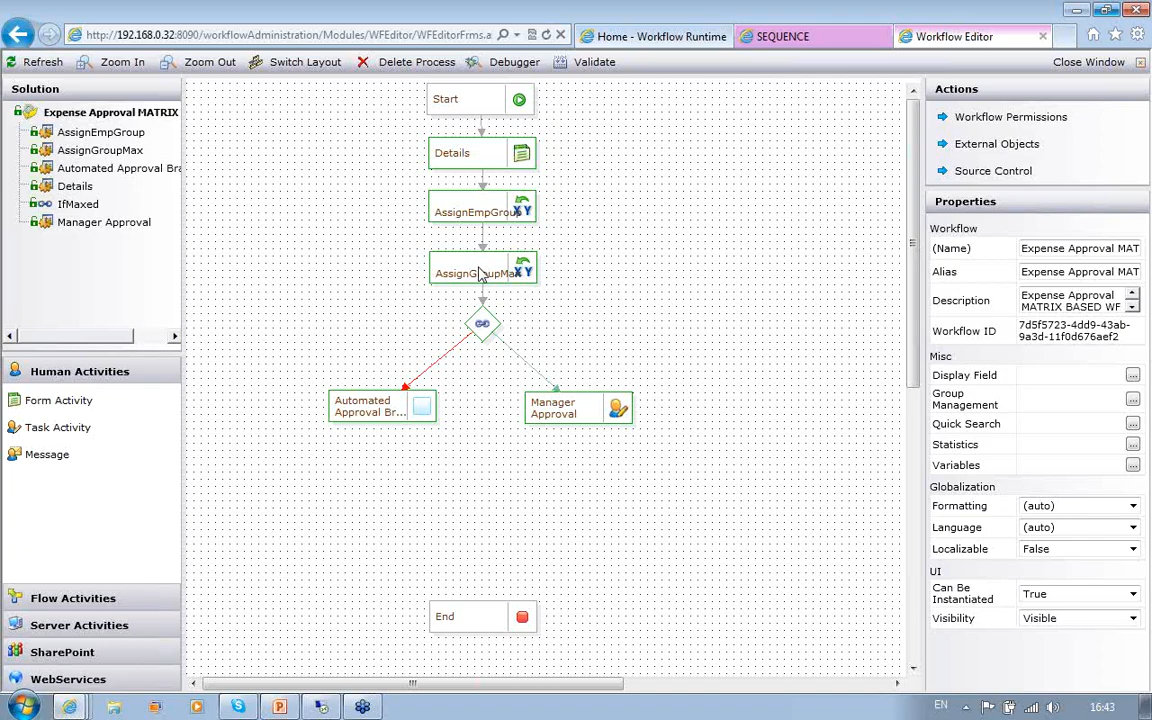 http://192.168.0.32:8090/workflowAdministration/Modules/WFEditor/WFEditorFrms.a
Home - Workflow Runtime
SEQUENCE
Workflow Editor
Refresh
Zoom In
Zoom Out
Switch Layout
Delete Process
Debugger
Validate
Close Window
Solution
Expense Approval MATRIX
AssignEmpGroup
AssignGroupMax
Automated Approval Bra
Details
IfMaxed
Manager Approval
Human Activities
Form Activity
Task Activity
Message
Flow Activities
Server Activities
SharePoint
WebServices
Start
Details
AssignEmpGroup
X Y
AssignGroupMax
X Y
Automated
Approval Br...
Manager
Approval
End
Actions
Workflow Permissions
External Objects
Source Control
Properties
Workflow
(Name)
Expense Approval MAT
Alias
Expense Approval MAT
Description
Expense Approval
MATRIX BASED WF
Workflow ID
7d5f5723-4dd9-43ab-
9a3d-11f0d676aef2
Misc
Display Field
...
Group
Management
...
Quick Search
...
Statistics
...
Variables
...
Globalization
Formatting
(auto)
Language
(auto)
Localizable
False
UI
Can Be
Instantiated
True
Visibility
Visible
EN
16:43